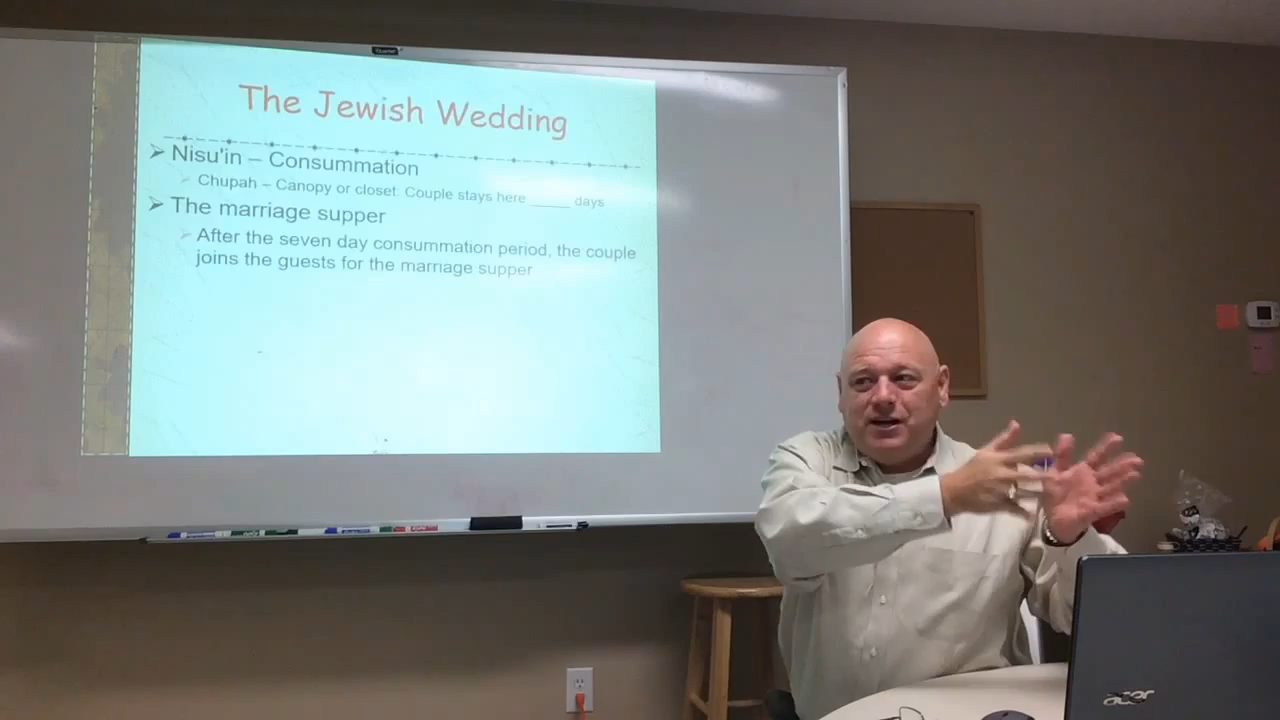 The Jewish Wedding
Nisu'in – Consummation
Chupah – Canopy or closet. Couple stays here _____ days
The marriage supper
After the seven day consummation period, the couple
joins the guests for the marriage supper
acer